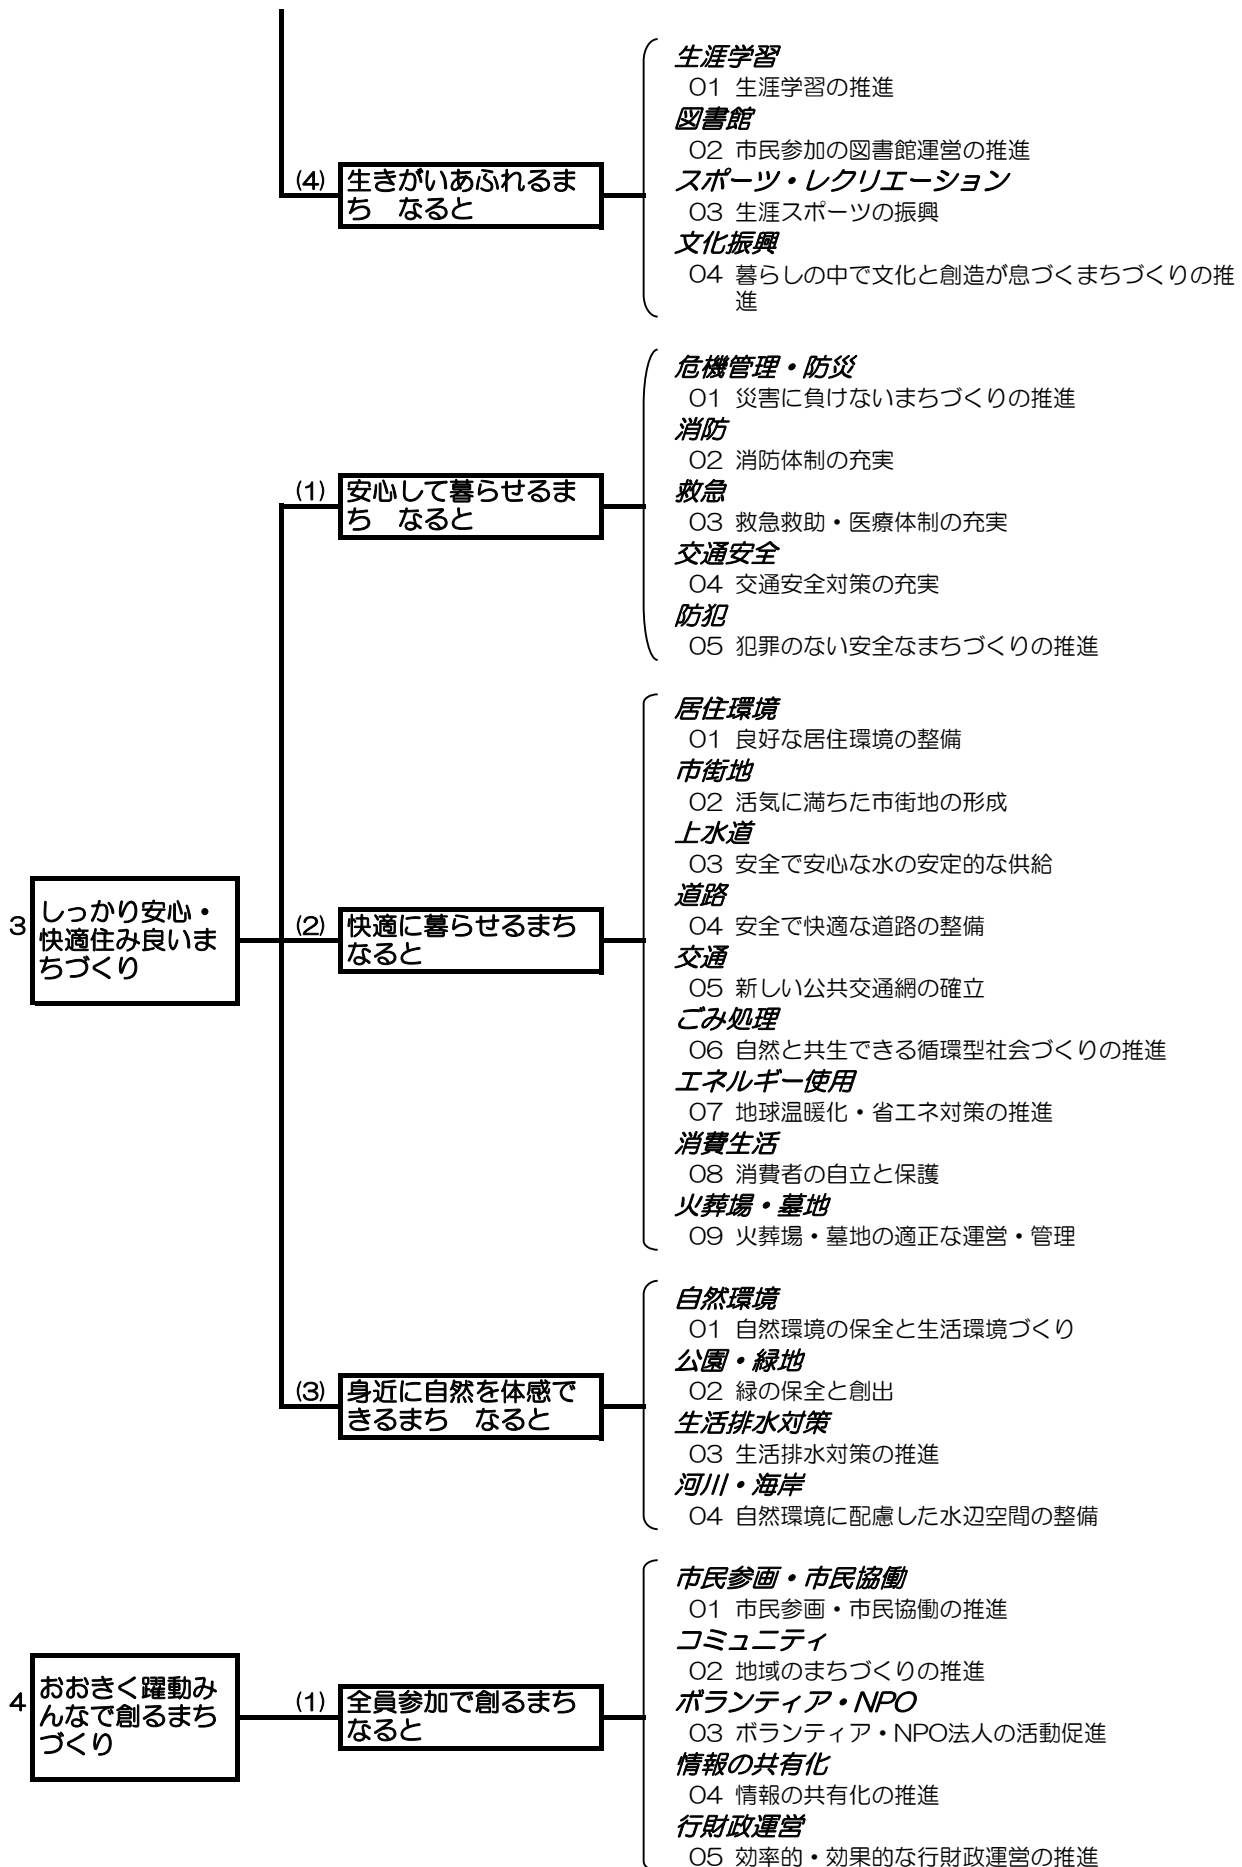 (4) 生きがいあふれるま
ち　なると
生涯学習
01 生涯学習の推進
図書館
02 市民参加の図書館運営の推進
スポーツ・レクリエーション
03 生涯スポーツの振興
文化振興
04 暮らしの中で文化と創造が息づくまちづくりの推
進
3 しっかり安心・
快適住み良いま
ちづくり
(1) 安心して暮らせるま
ち　なると
危機管理・防災
01 災害に負けないまちづくりの推進
消防
02 消防体制の充実
救急
03 救急救助・医療体制の充実
交通安全
04 交通安全対策の充実
防犯
05 犯罪のない安全なまちづくりの推進
(2) 快適に暮らせるまち
なると
居住環境
01 良好な居住環境の整備
市街地
02 活気に満ちた市街地の形成
上水道
03 安全で安心な水の安定的な供給
道路
04 安全で快適な道路の整備
交通
05 新しい公共交通網の確立
ごみ処理
06 自然と共生できる循環型社会づくりの推進
エネルギー使用
07 地球温暖化・省エネ対策の推進
消費生活
08 消費者の自立と保護
火葬場・墓地
09 火葬場・墓地の適正な運営・管理
(3) 身近に自然を体感で
きるまち　なると
自然環境
01 自然環境の保全と生活環境づくり
公園・緑地
02 緑の保全と創出
生活排水対策
03 生活排水対策の推進
河川・海岸
04 自然環境に配慮した水辺空間の整備
4 おおきく躍動み
んなで創るまち
づくり
(1) 全員参加で創るまち
なると
市民参画・市民協働
01 市民参画・市民協働の推進
コミュニティ
02 地域のまちづくりの推進
ボランティア・NPO
03 ボランティア・NPO法人の活動促進
情報の共有化
04 情報の共有化の推進
行財政運営
05 効率的・効果的な行財政運営の推進